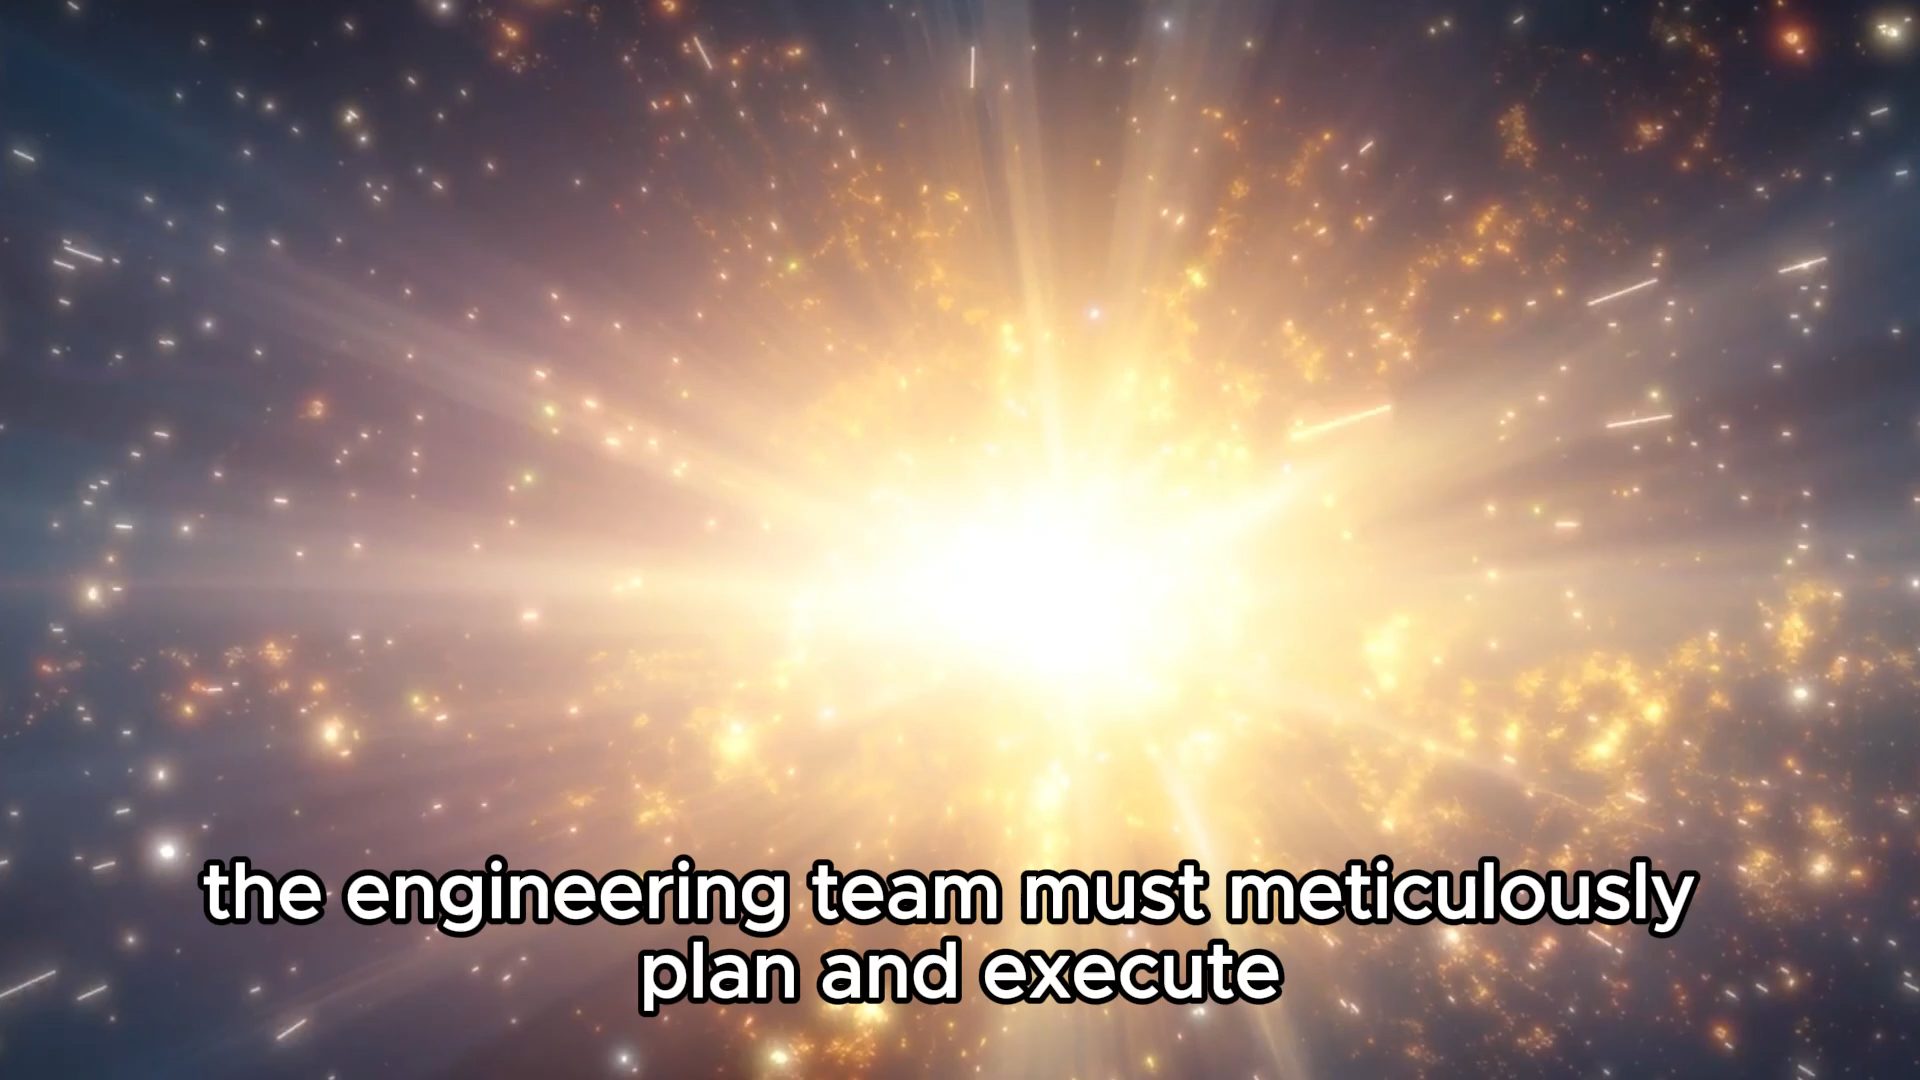 the engineering team must meticulously
plan and execute